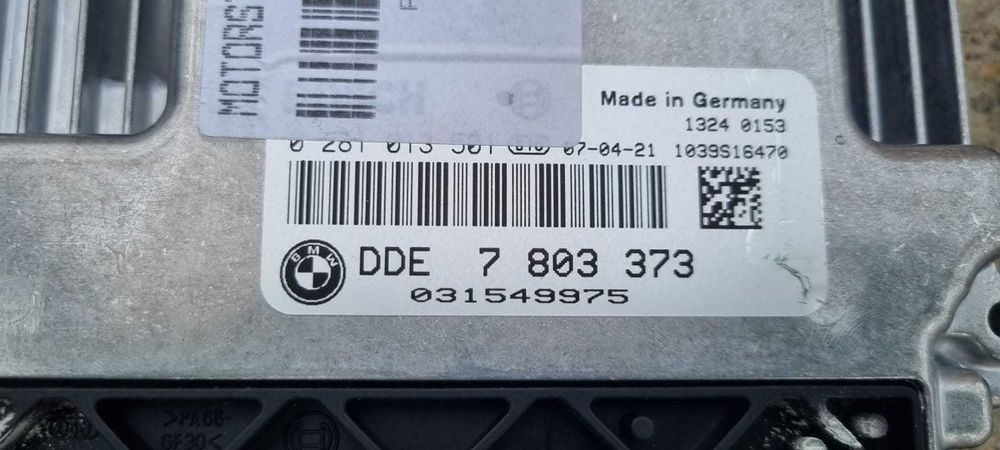 MOTORS
Made in Germany
1324 0153
0 281 013 501 07-04-21 1039S16470
BMW
DDE 7 803 373
031549975
>PA66-
GF30<